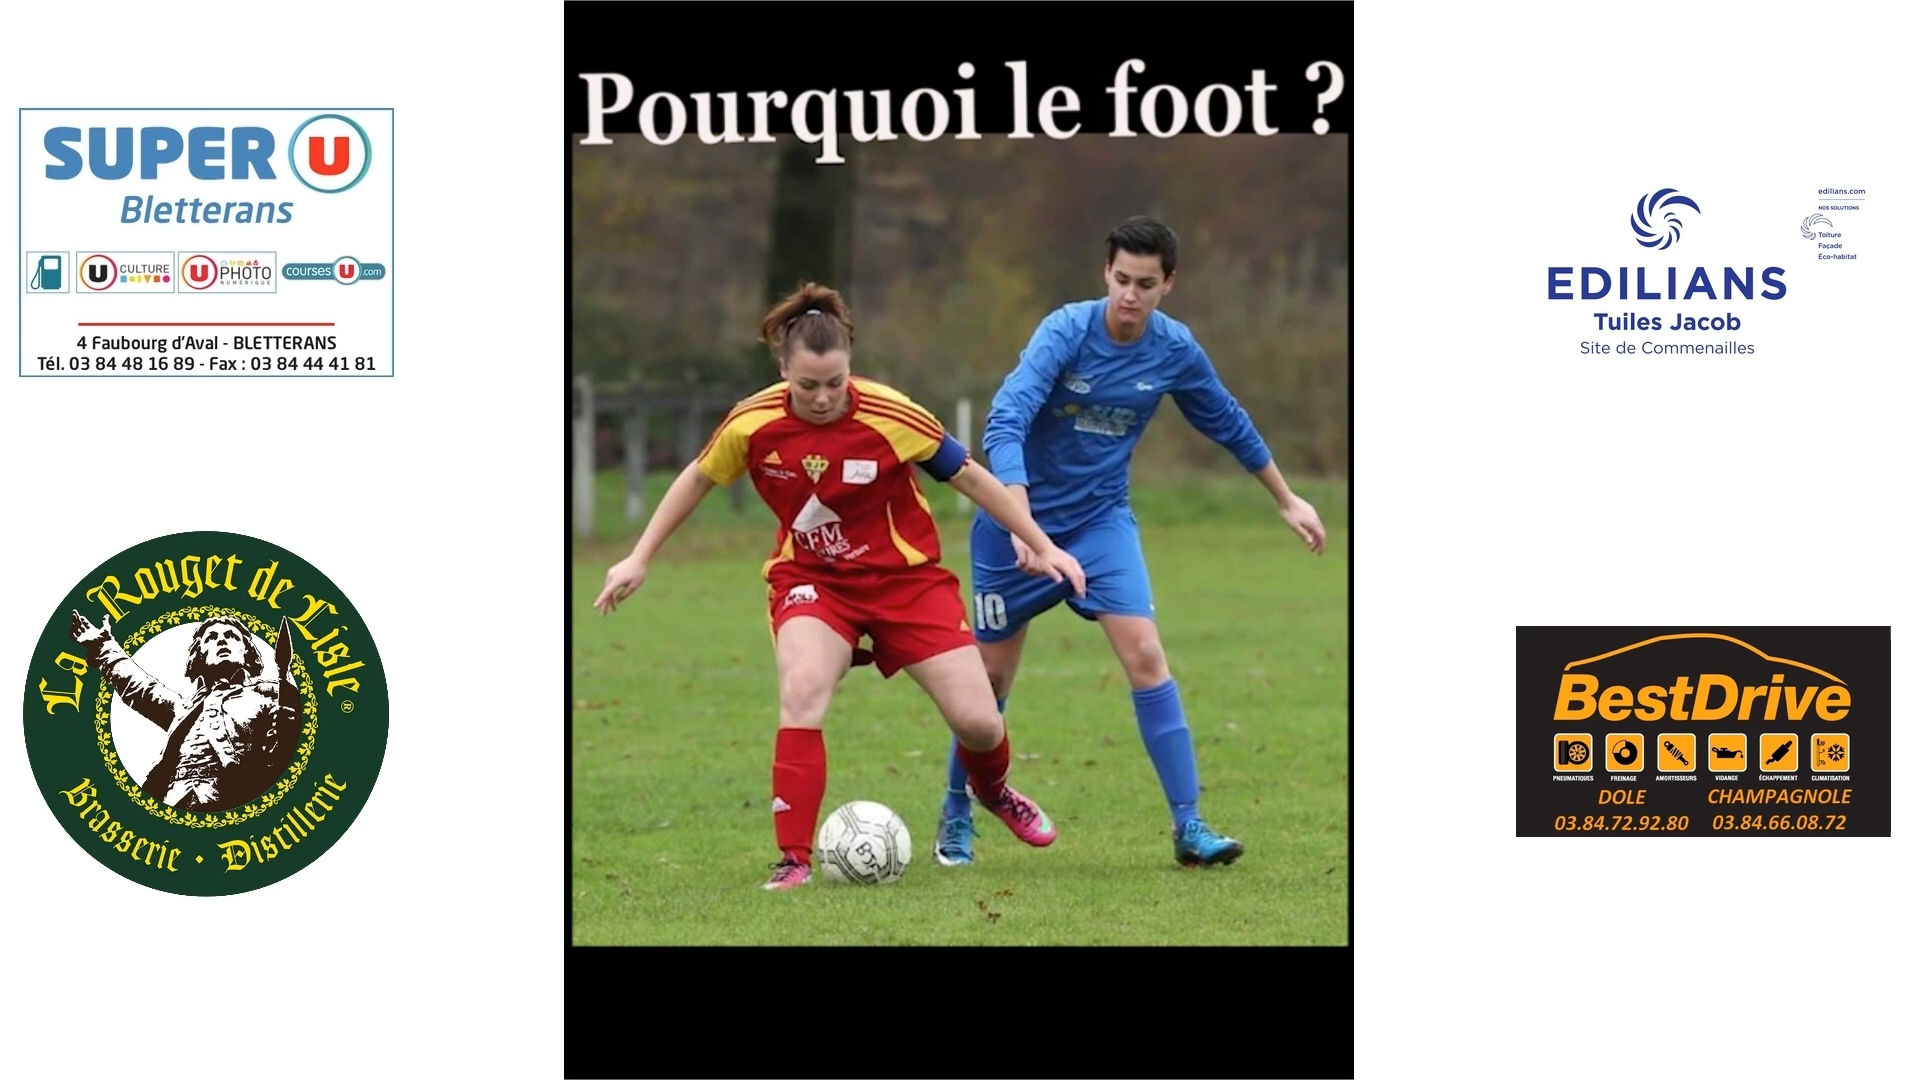 Pourquoi le foot ?
SUPER U
Bletterans
U CULTURE
U PHOTO
NUMÉRIQUE
coursesU.com
4 Faubourg d'Aval - BLETTERANS
Tél. 03 84 48 16 89 - Fax : 03 84 44 41 81
La Rouget de Lisle ®
Brasserie • Distillerie
CFM
10
BJF
edilians.com
NOS SOLUTIONS
Toiture
Façade
Éco-habitat
EDILIANS
Tuiles Jacob
Site de Commenailles
BestDrive
PNEUMATIQUES FREINAGE AMORTISSEURS VIDANGE ÉCHAPPEMENT CLIMATISATION
DOLE CHAMPAGNOLE
03.84.72.92.80 03.84.66.08.72